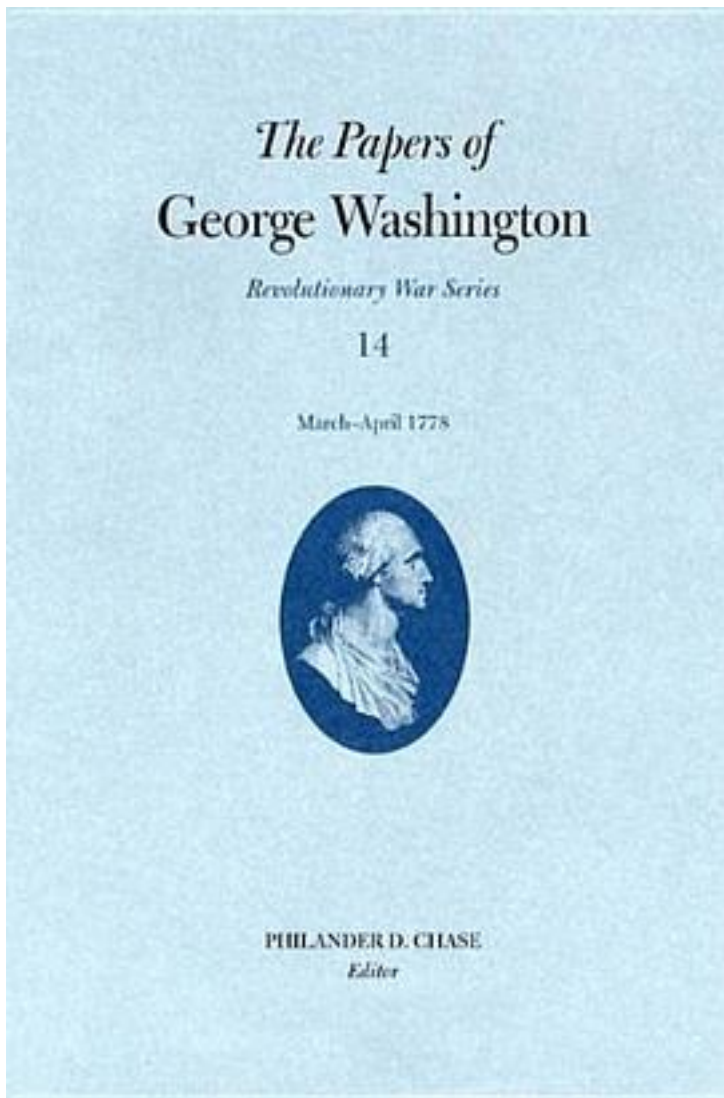 The Papers of
George Washington
Revolutionary War Series
14
March–April 1778
PHILANDER D. CHASE
Editor